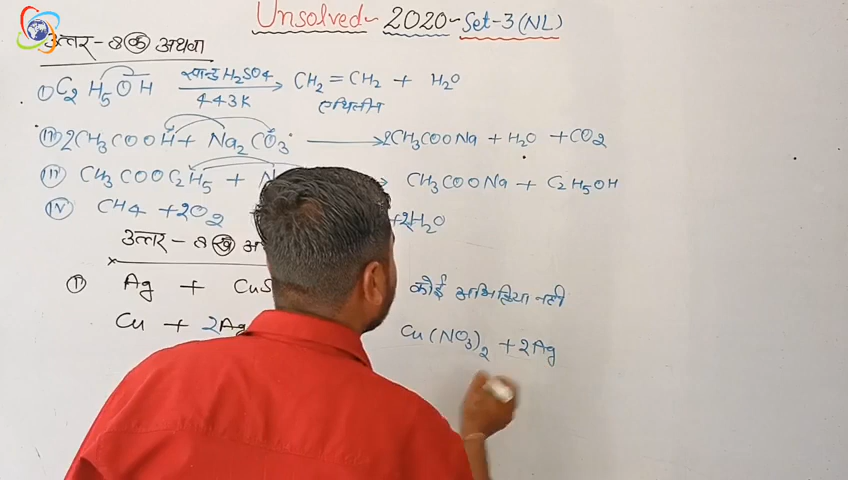 Unsolved - 2020 - Set-3 (NL)
उत्तर - 8 (क) अथवा
(i) C2H5OH सान्द्र H2SO4 443K → CH2 = CH2 + H2O
एथिलीन
(ii) 2CH3COOH + Na2CO3 → 2CH3COONa + H2O + CO2
(iii) CH3COOC2H5 + → CH3COONa + C2H5OH
(iv) CH4 + 2O2 + 2H2O
उत्तर - 8 (ख)
(i) Ag + CuS कोई अभिक्रिया नहीं
Cu + 2Ag Cu(NO3)2 + 2Ag